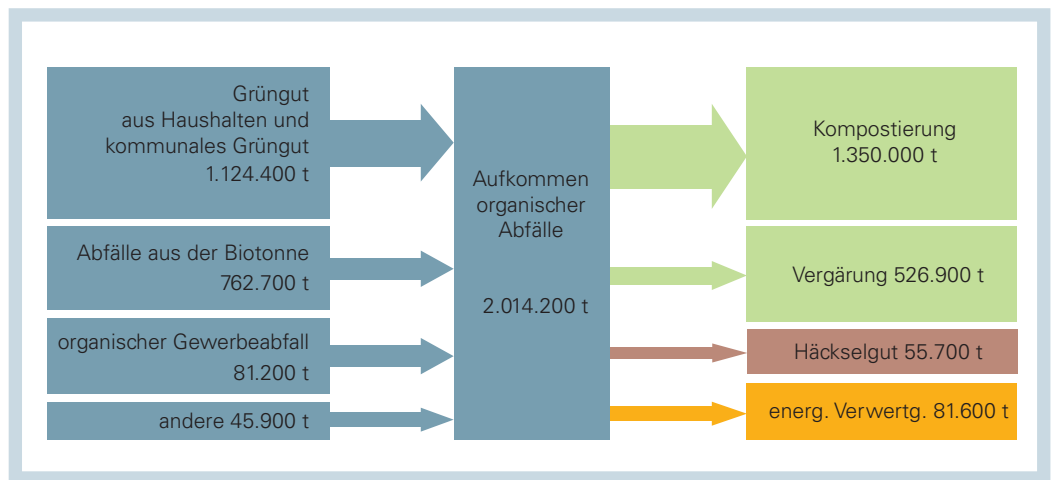 Grüngut
aus Haushalten und
kommunales Grüngut
1.124.400 t
Abfälle aus der Biotonne
762.700 t
organischer Gewerbeabfall
81.200 t
andere 45.900 t
Aufkommen
organischer
Abfälle
2.014.200 t
Kompostierung
1.350.000 t
Vergärung 526.900 t
Häckselgut 55.700 t
energ. Verwertg. 81.600 t